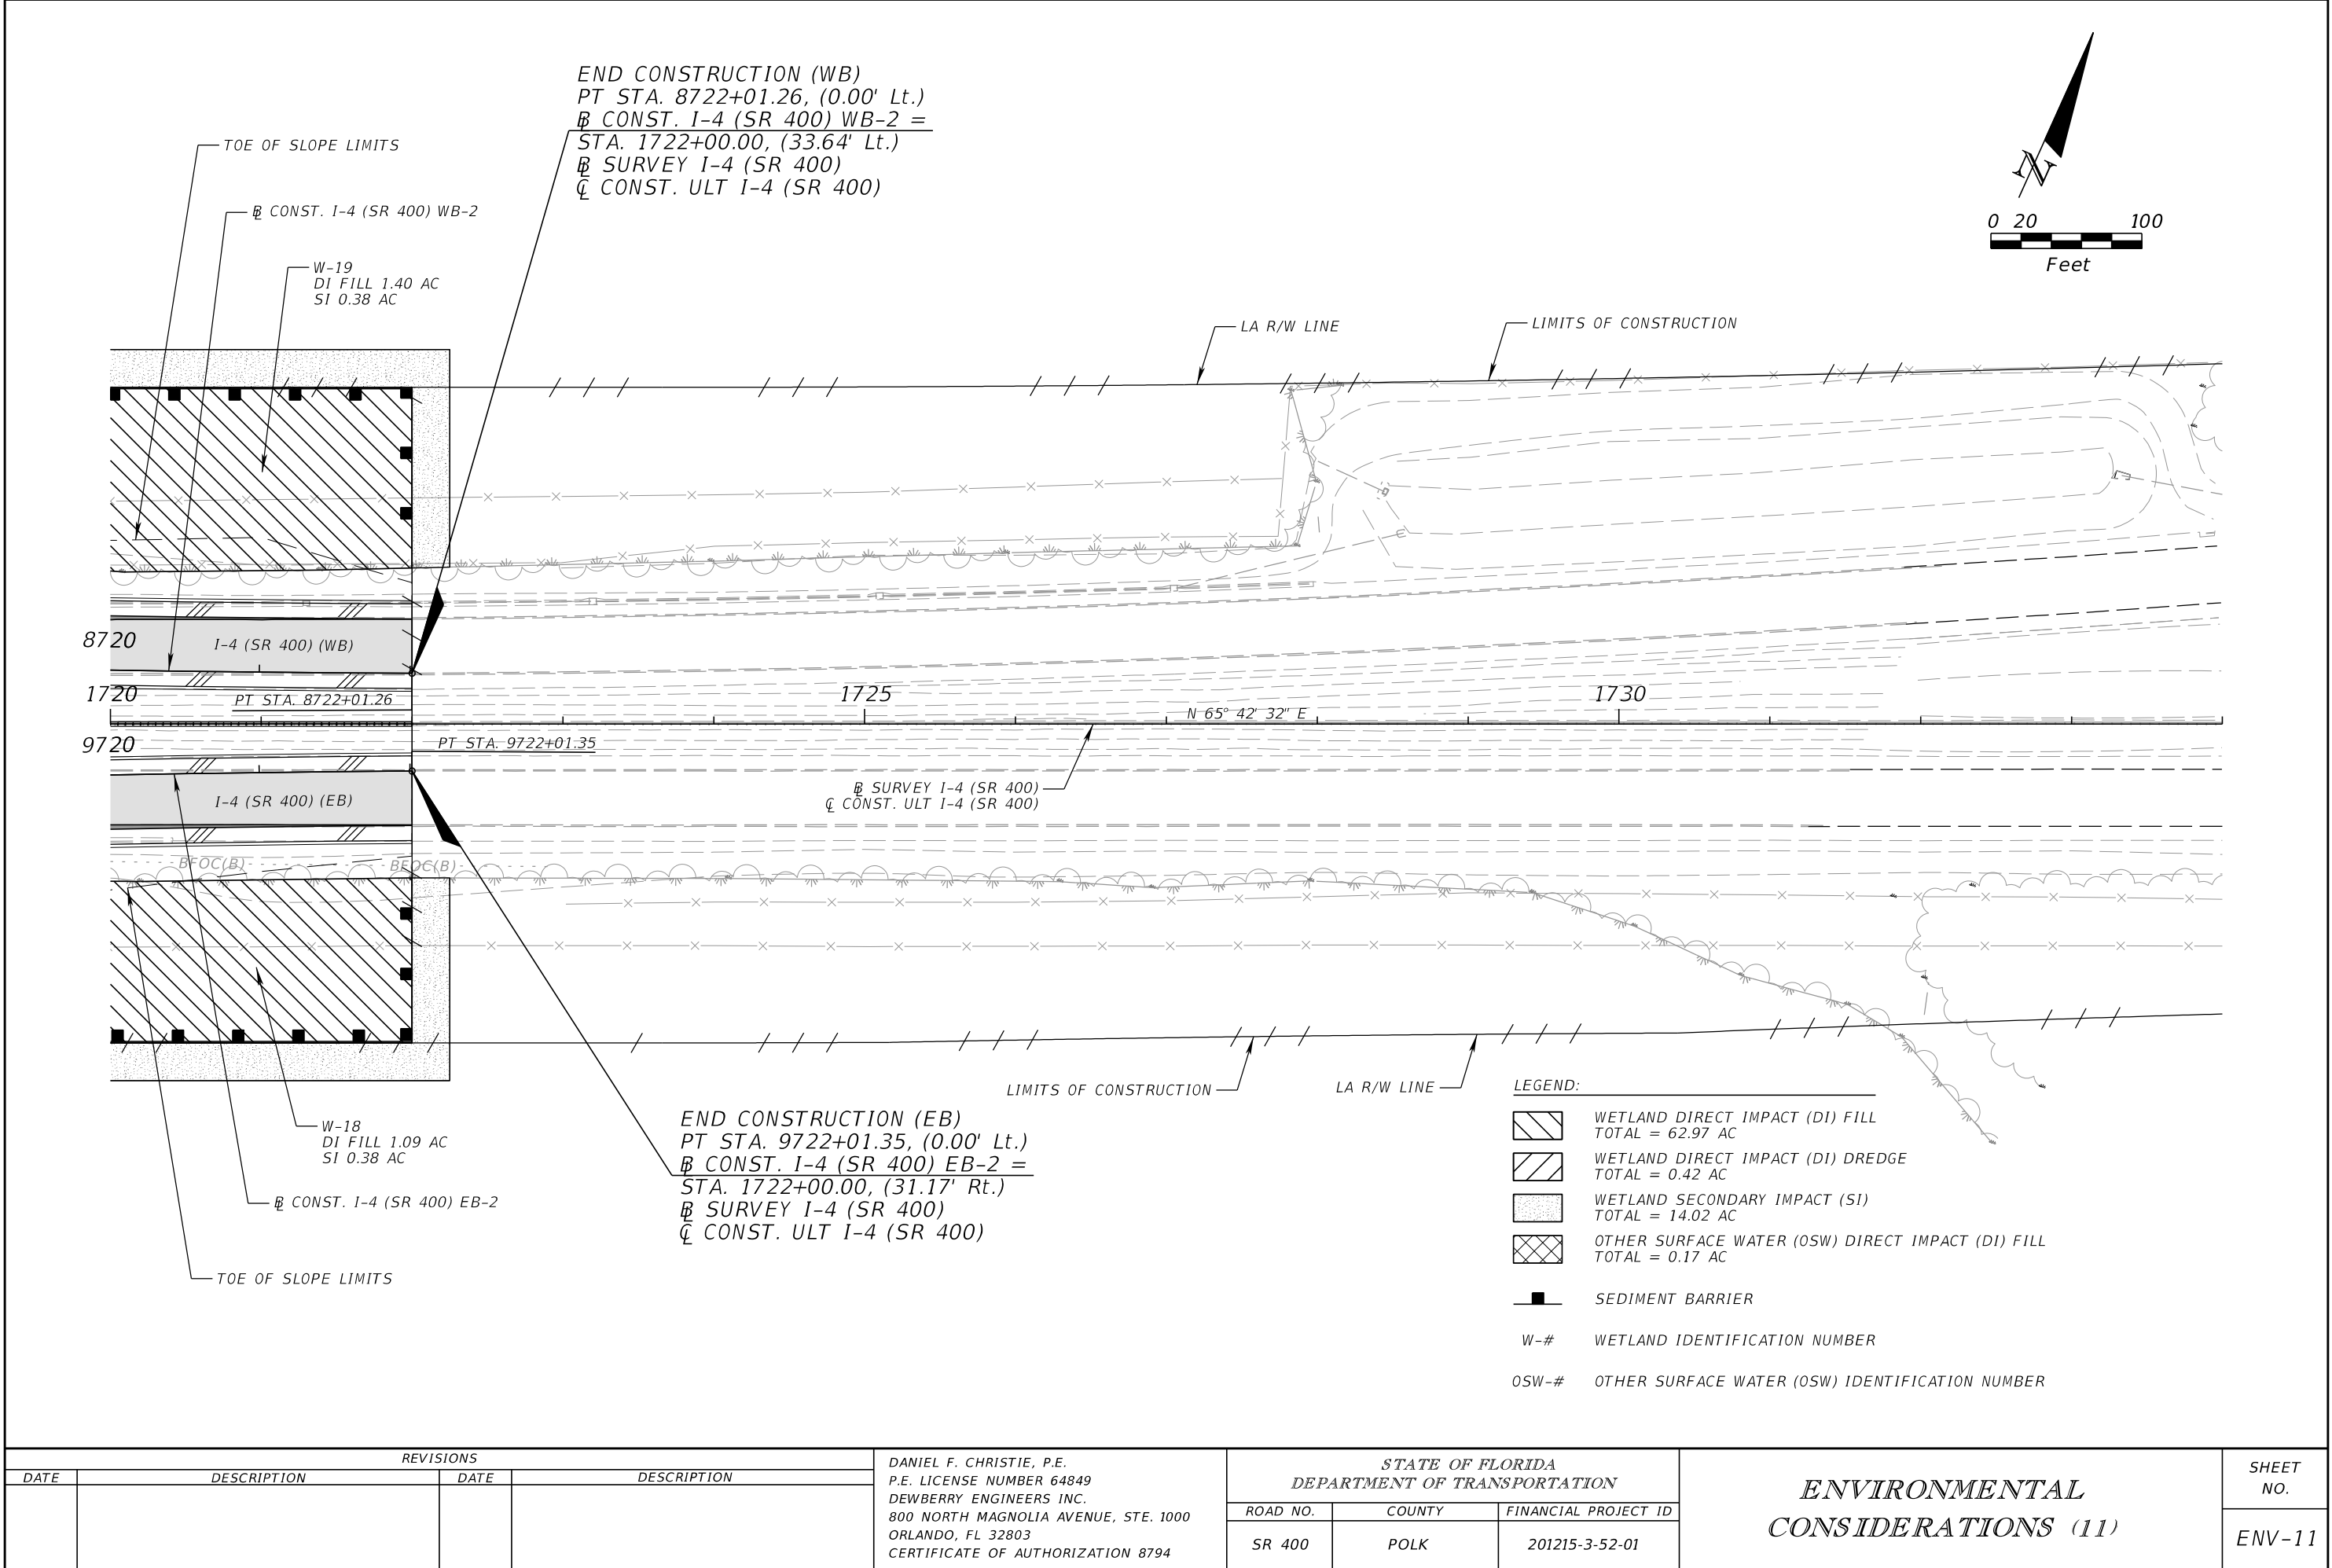 END CONSTRUCTION (WB)
PT STA. 8722+01.26, (0.00' Lt.)
℄ CONST. I-4 (SR 400) WB-2 =
STA. 1722+00.00, (33.64' Lt.)
BL SURVEY I-4 (SR 400)
℄ CONST. ULT I-4 (SR 400)
TOE OF SLOPE LIMITS
BL CONST. I-4 (SR 400) WB-2
W-19
DI FILL 1.40 AC
SI 0.38 AC
N
0 20 100
Feet
LA R/W LINE
LIMITS OF CONSTRUCTION
8720
I-4 (SR 400) (WB)
1720
PT STA. 8722+01.26
1725
1730
N 65° 42' 32" E
9720
PT STA. 9722+01.35
I-4 (SR 400) (EB)
BL SURVEY I-4 (SR 400)
℄ CONST. ULT I-4 (SR 400)
BFOC(B)
BFOC(B)
LIMITS OF CONSTRUCTION
LA R/W LINE
W-18
DI FILL 1.09 AC
SI 0.38 AC
BL CONST. I-4 (SR 400) EB-2
TOE OF SLOPE LIMITS
END CONSTRUCTION (EB)
PT STA. 9722+01.35, (0.00' Lt.)
BL CONST. I-4 (SR 400) EB-2 =
STA. 1722+00.00, (31.17' Rt.)
BL SURVEY I-4 (SR 400)
℄ CONST. ULT I-4 (SR 400)
LEGEND:
WETLAND DIRECT IMPACT (DI) FILL
TOTAL = 62.97 AC
WETLAND DIRECT IMPACT (DI) DREDGE
TOTAL = 0.42 AC
WETLAND SECONDARY IMPACT (SI)
TOTAL = 14.02 AC
OTHER SURFACE WATER (OSW) DIRECT IMPACT (DI) FILL
TOTAL = 0.17 AC
SEDIMENT BARRIER
W-# WETLAND IDENTIFICATION NUMBER
OSW-# OTHER SURFACE WATER (OSW) IDENTIFICATION NUMBER
REVISIONS
DATE DESCRIPTION DATE DESCRIPTION
DANIEL F. CHRISTIE, P.E.
P.E. LICENSE NUMBER 64849
DEWBERRY ENGINEERS INC.
800 NORTH MAGNOLIA AVENUE, STE. 1000
ORLANDO, FL 32803
CERTIFICATE OF AUTHORIZATION 8794
STATE OF FLORIDA
DEPARTMENT OF TRANSPORTATION
ROAD NO. COUNTY FINANCIAL PROJECT ID
SR 400 POLK 201215-3-52-01
ENVIRONMENTAL
CONSIDERATIONS (11)
SHEET
NO.
ENV-11